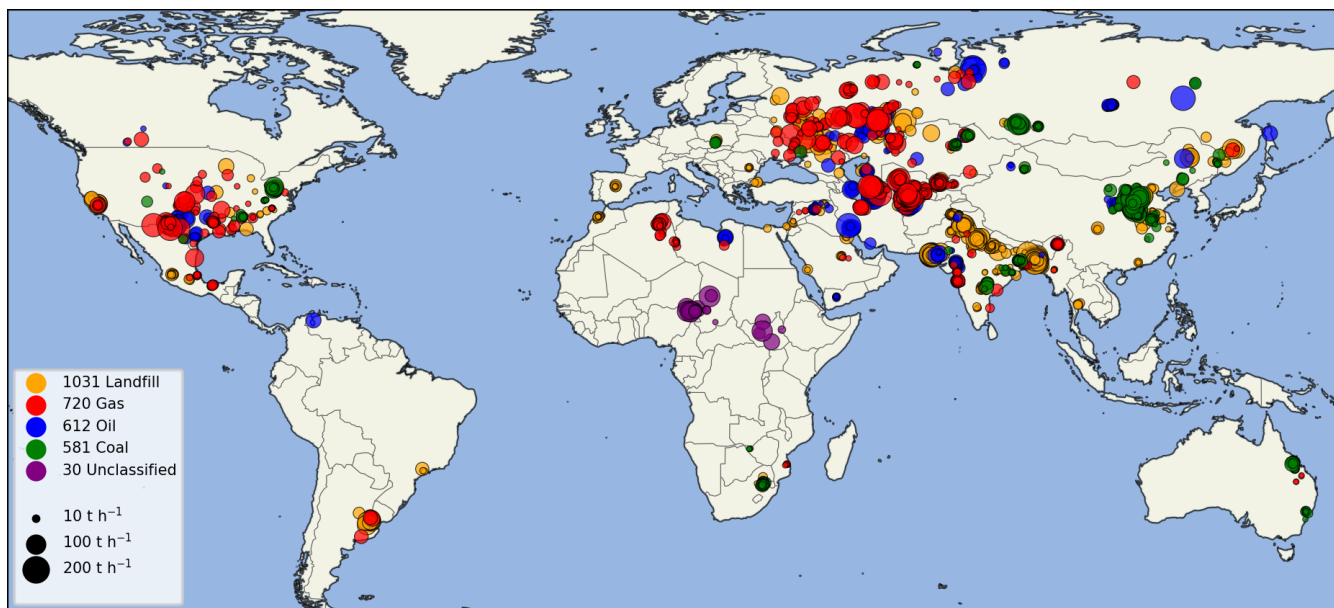 1031 Landfill
720 Gas
612 Oil
581 Coal
30 Unclassified
10 t h⁻¹
100 t h⁻¹
200 t h⁻¹